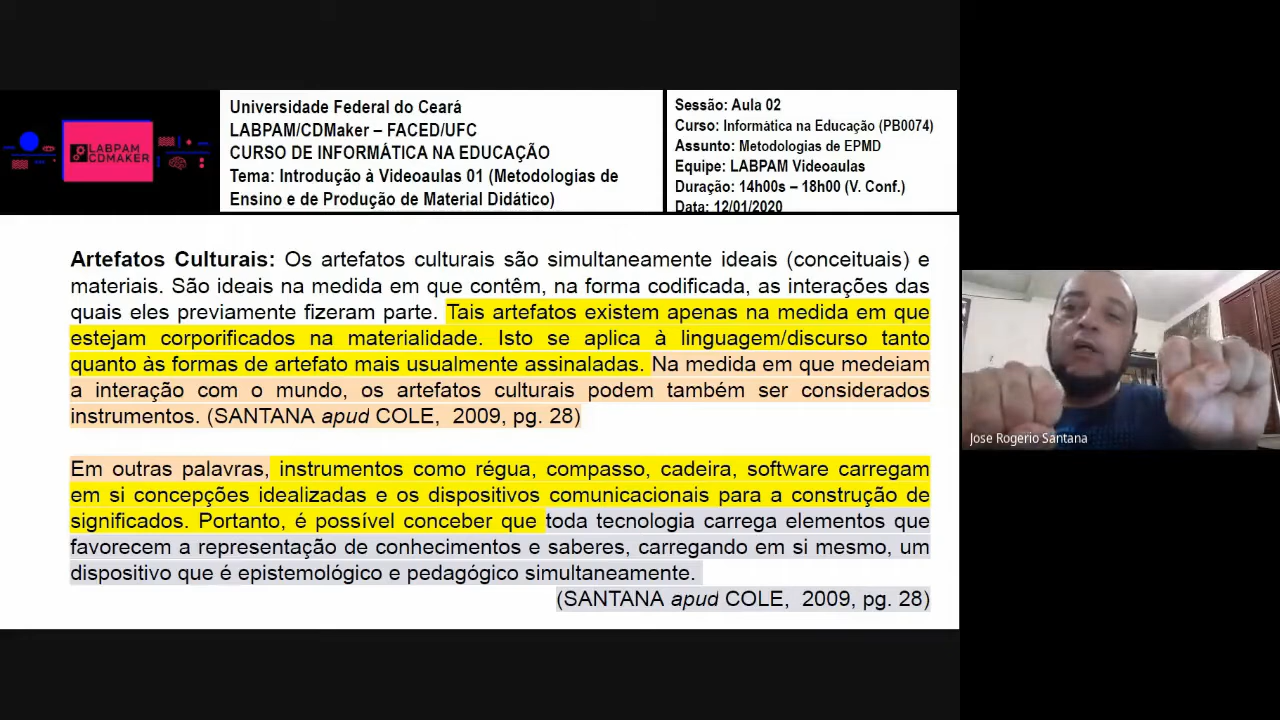 LABPAM
CDMAKER
Universidade Federal do Ceará
LABPAM/CDMaker – FACED/UFC
CURSO DE INFORMÁTICA NA EDUCAÇÃO
Tema: Introdução à Videoaulas 01 (Metodologias de
Ensino e de Produção de Material Didático)
Sessão: Aula 02
Curso: Informática na Educação (PB0074)
Assunto: Metodologias de EPMD
Equipe: LABPAM Videoaulas
Duração: 14h00s – 18h00 (V. Conf.)
Data: 12/01/2020
Artefatos Culturais: Os artefatos culturais são simultaneamente ideais (conceituais) e
materiais. São ideais na medida em que contêm, na forma codificada, as interações das
quais eles previamente fizeram parte. Tais artefatos existem apenas na medida em que
estejam corporificados na materialidade. Isto se aplica à linguagem/discurso tanto
quanto às formas de artefato mais usualmente assinaladas. Na medida em que medeiam
a interação com o mundo, os artefatos culturais podem também ser considerados
instrumentos. (SANTANA apud COLE, 2009, pg. 28)
Em outras palavras, instrumentos como régua, compasso, cadeira, software carregam
em si concepções idealizadas e os dispositivos comunicacionais para a construção de
significados. Portanto, é possível conceber que toda tecnologia carrega elementos que
favorecem a representação de conhecimentos e saberes, carregando em si mesmo, um
dispositivo que é epistemológico e pedagógico simultaneamente.
(SANTANA apud COLE, 2009, pg. 28)
Jose Rogerio Santana